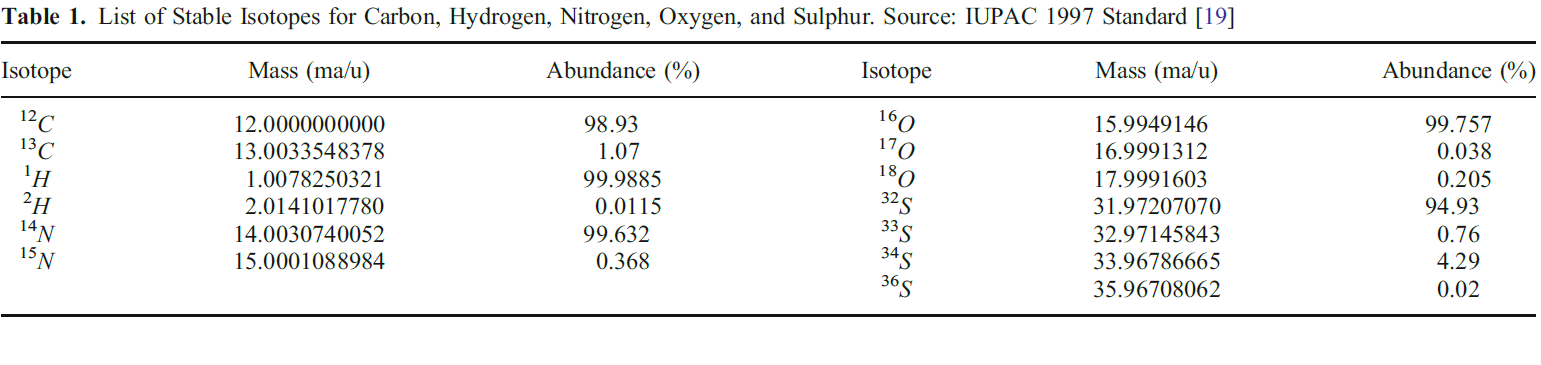 Table 1. List of Stable Isotopes for Carbon, Hydrogen, Nitrogen, Oxygen, and Sulphur. Source: IUPAC 1997 Standard [19]
Isotope Mass (ma/u) Abundance (%) Isotope Mass (ma/u) Abundance (%)
¹²C 12.0000000000 98.93 ¹⁶O 15.9949146 99.757
¹³C 13.0033548378 1.07 ¹⁷O 16.9991312 0.038
¹H 1.0078250321 99.9885 ¹⁸O 17.9991603 0.205
²H 2.0141017780 0.0115 ³²S 31.97207070 94.93
¹⁴N 14.0030740052 99.632 ³³S 32.97145843 0.76
¹⁵N 15.0001088984 0.368 ³⁴S 33.96786665 4.29
³⁶S 35.96708062 0.02